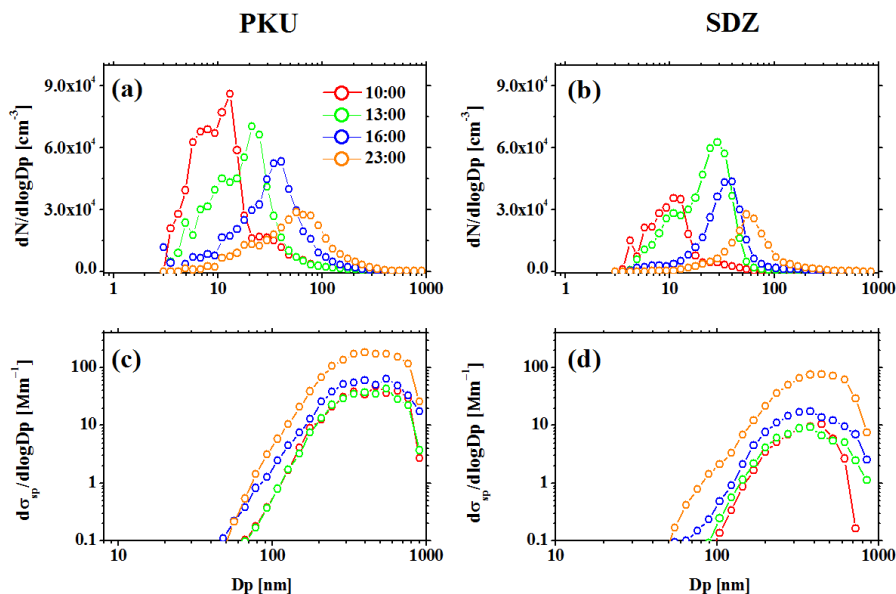 PKU SDZ
(a) (b)
10:00
13:00
16:00
23:00
dN/dlogDp [cm⁻³]
9.0x10⁴
6.0x10⁴
3.0x10⁴
0.0
1 10 100 1000
dN/dlogDp [cm⁻³]
9.0x10⁴
6.0x10⁴
3.0x10⁴
0.0
1 10 100 1000
(c) (d)
dσsp/dlogDp [Mm⁻¹]
100
10
1
0.1
10 100 1000
Dp [nm]
dσsp/dlogDp [Mm⁻¹]
100
10
1
0.1
10 100 1000
Dp [nm]